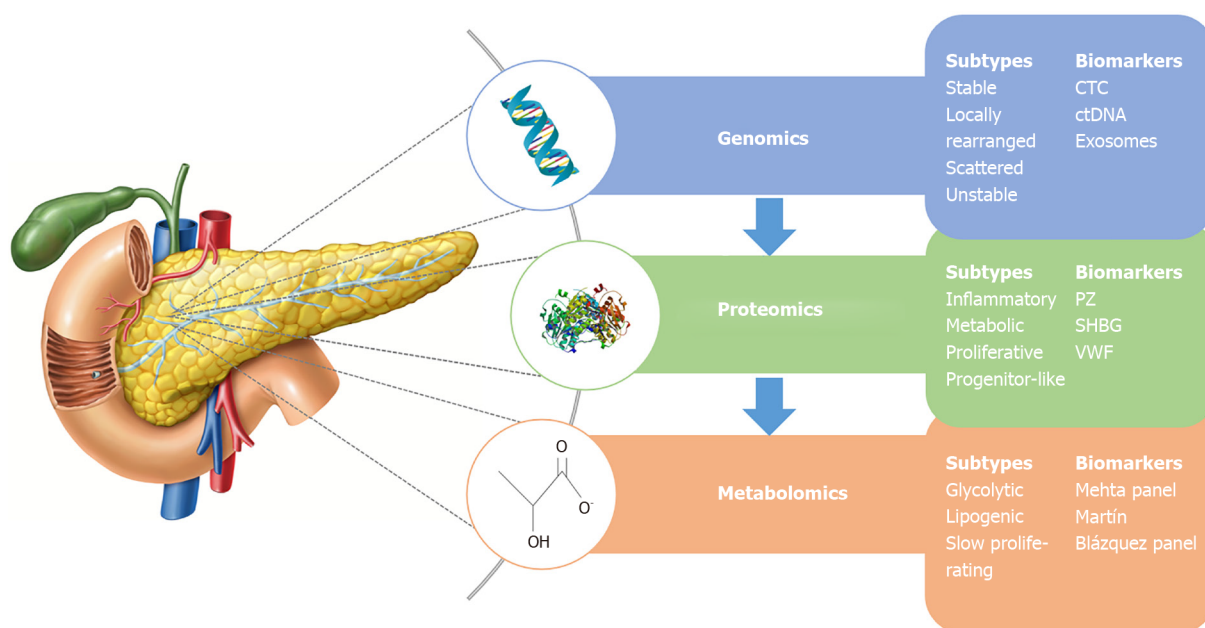 Genomics
Subtypes
Stable
Locally
rearranged
Scattered
Unstable
Biomarkers
CTC
ctDNA
Exosomes
Proteomics
Subtypes
Inflammatory
Metabolic
Proliferative
Progenitor-like
Biomarkers
PZ
SHBG
VWF
O
O-
OH
Metabolomics
Subtypes
Glycolytic
Lipogenic
Slow prolife-
rating
Biomarkers
Mehta panel
Martín
Blázquez panel